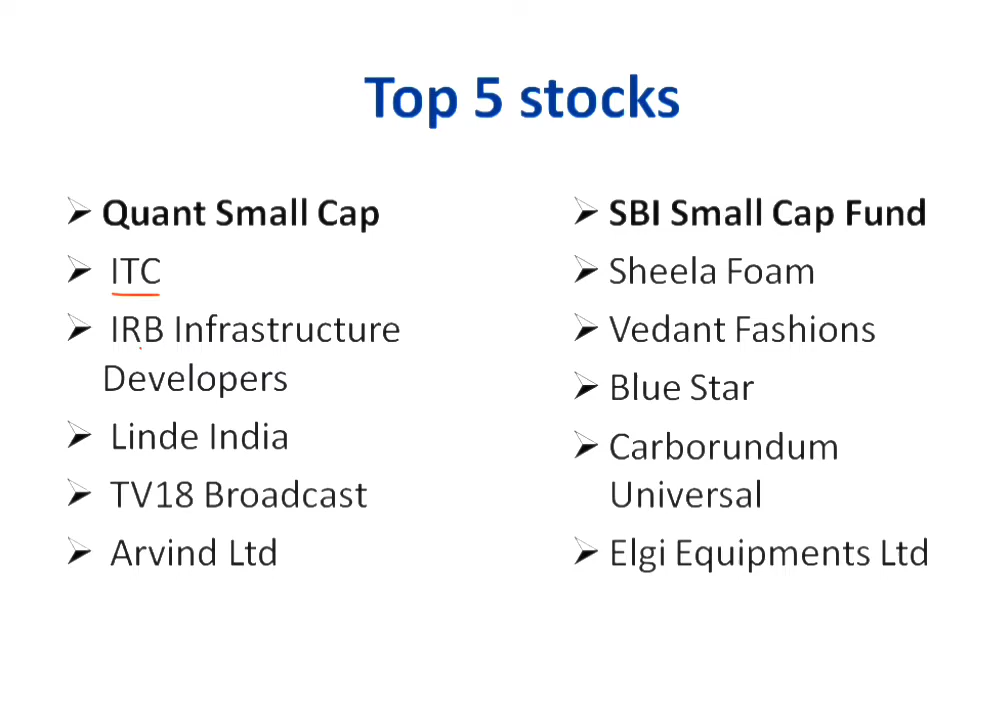 Top 5 stocks
Quant Small Cap
ITC
IRB Infrastructure
Developers
Linde India
TV18 Broadcast
Arvind Ltd
SBI Small Cap Fund
Sheela Foam
Vedant Fashions
Blue Star
Carborundum
Universal
Elgi Equipments Ltd